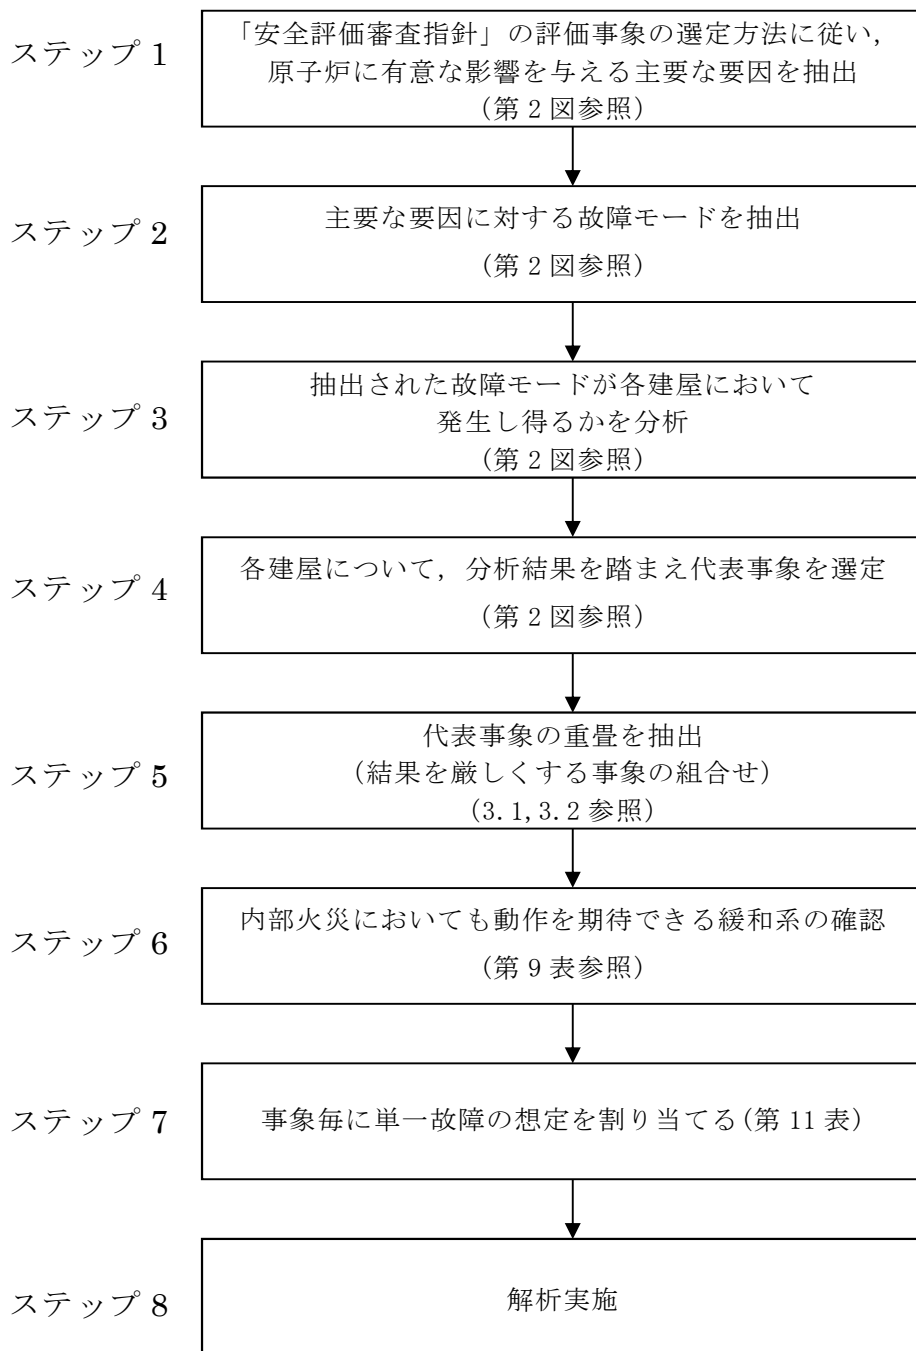 ステップ 1
「安全評価審査指針」の評価事象の選定方法に従い,
原子炉に有意な影響を与える主要な要因を抽出
(第 2 図参照)
ステップ 2
主要な要因に対する故障モードを抽出
(第 2 図参照)
ステップ 3
抽出された故障モードが各建屋において
発生し得るかを分析
(第 2 図参照)
ステップ 4
各建屋について, 分析結果を踏まえ代表事象を選定
(第 2 図参照)
ステップ 5
代表事象の重畳を抽出
(結果を厳しくする事象の組合せ)
(3.1,3.2 参照)
ステップ 6
内部火災においても動作を期待できる緩和系の確認
(第 9 表参照)
ステップ 7
事象毎に単一故障の想定を割り当てる(第 11 表)
ステップ 8
解析実施